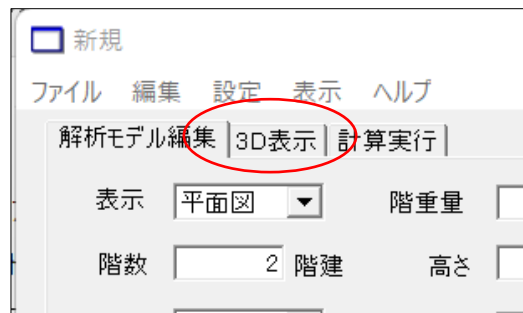 新規
ファイル 編集 設定 表示 ヘルプ
解析モデル編集 3D表示 計算実行
表示 平面図 階重量
階数 2 階建 高さ